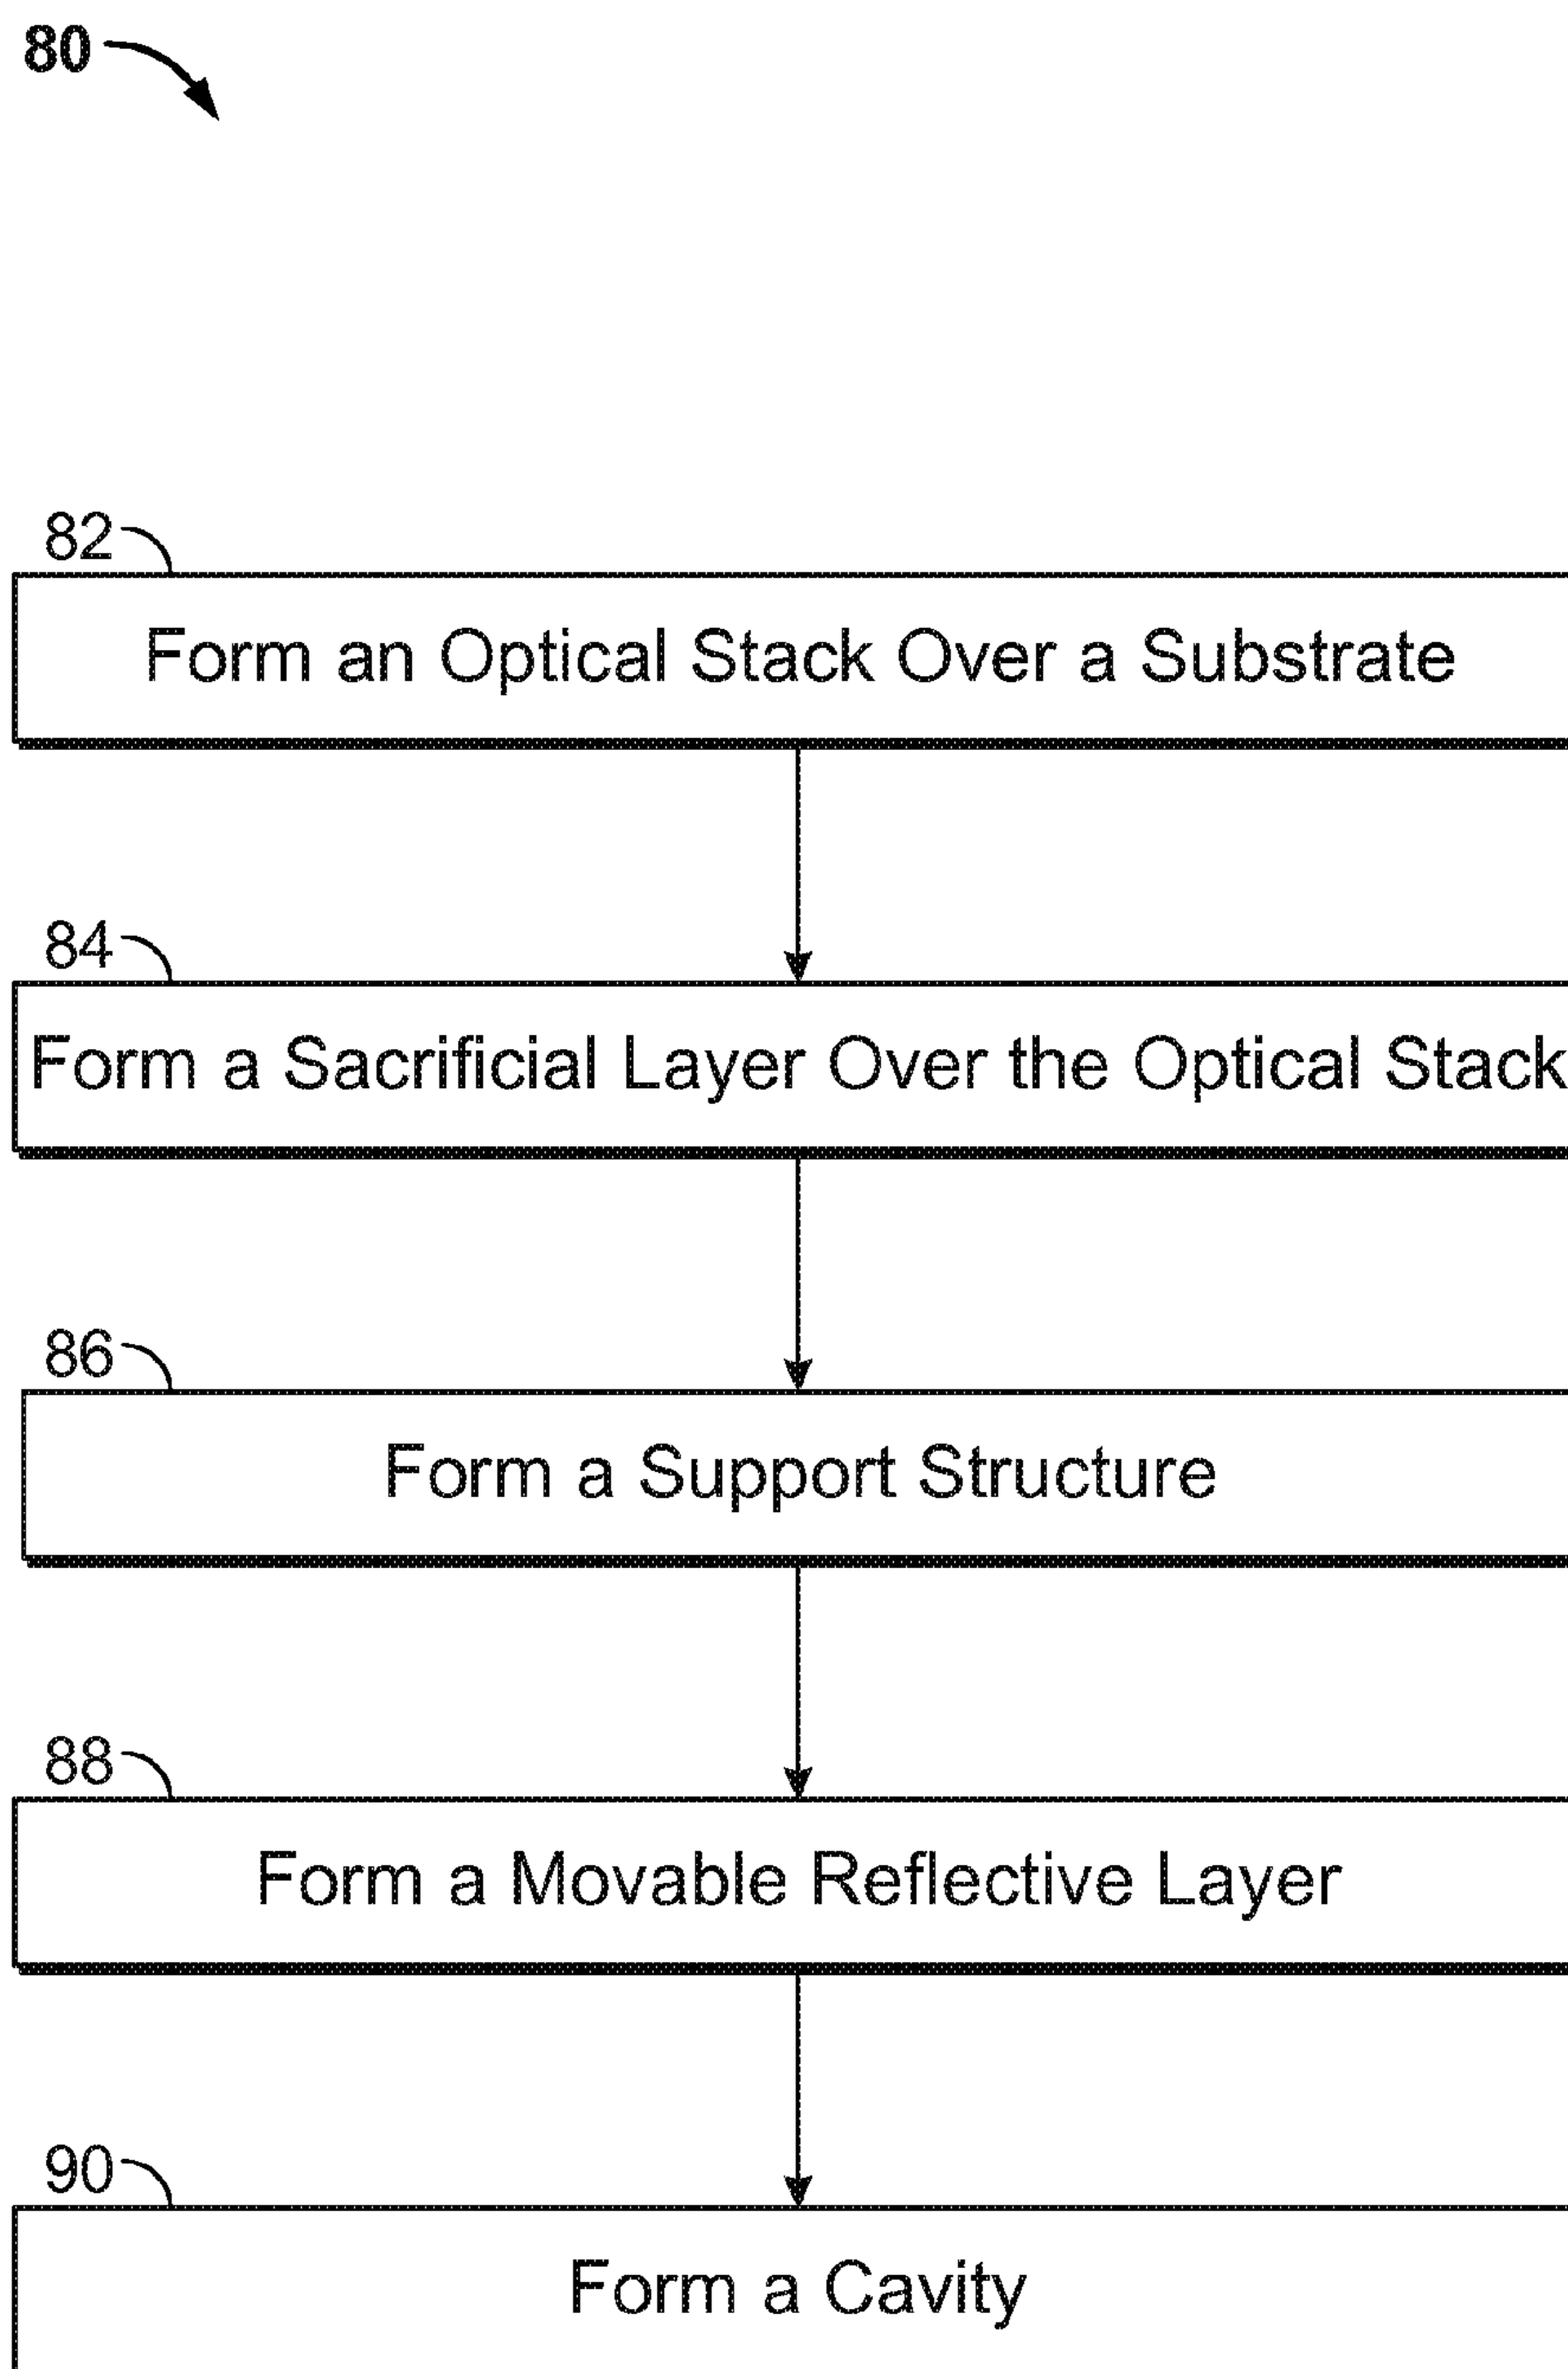 80
82
Form an Optical Stack Over a Substrate
84
Form a Sacrificial Layer Over the Optical Stack
86
Form a Support Structure
88
Form a Movable Reflective Layer
90
Form a Cavity